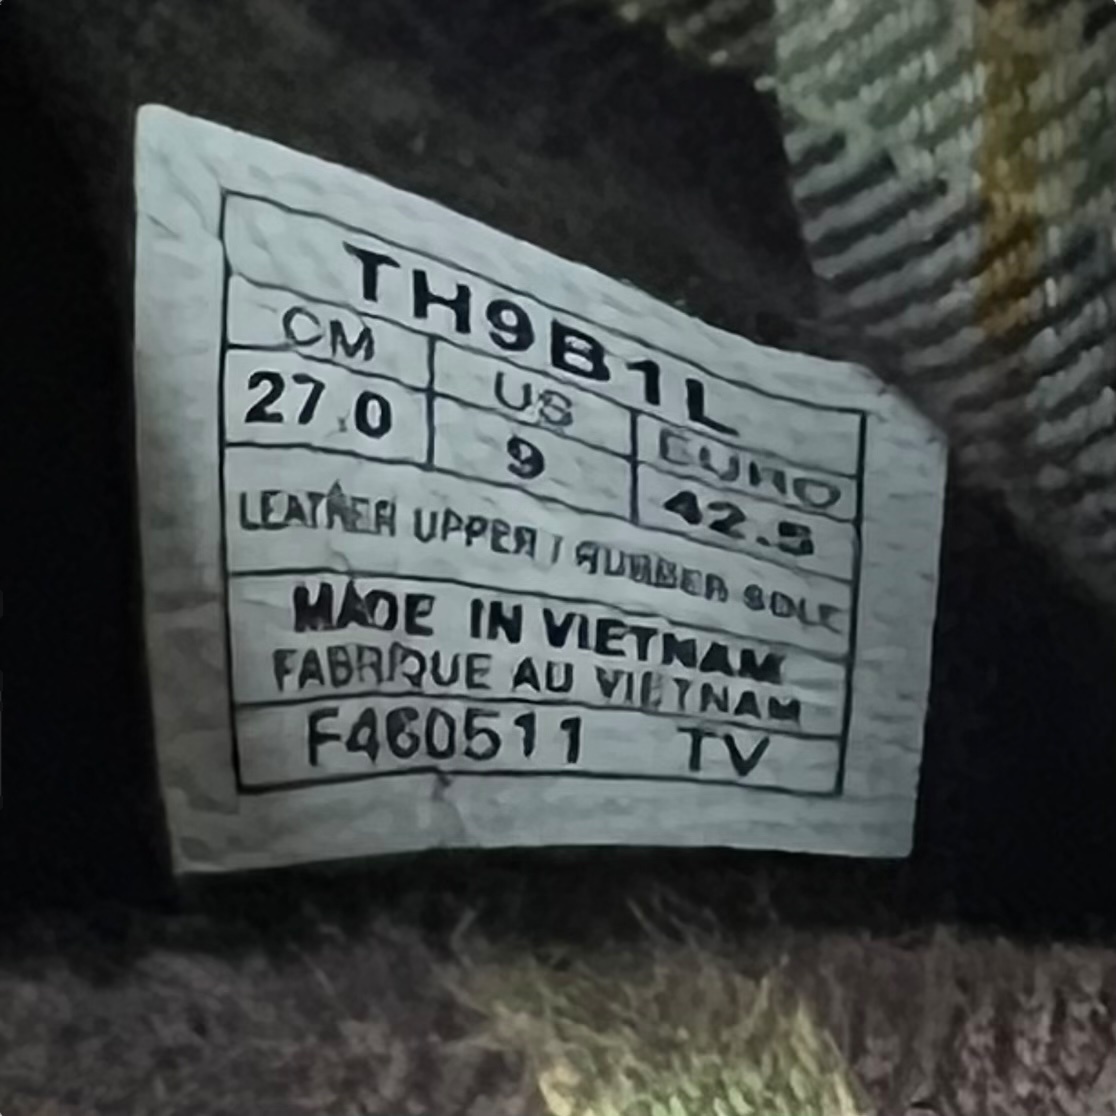 TH9B1L
CM US EURO
27.0 9 42.5
LEATHER UPPER / RUBBER SOLE
MADE IN VIETNAM
FABRIQUE AU VIETNAM
F460511 TV